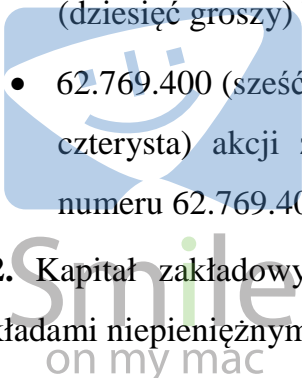 (dziesięć groszy)
• 62.769.400 (sześć
czterysta) akcji
numeru 62.769.40
2. Kapitał zakładowy
kładami niepieniężnym
Smile
on my mac